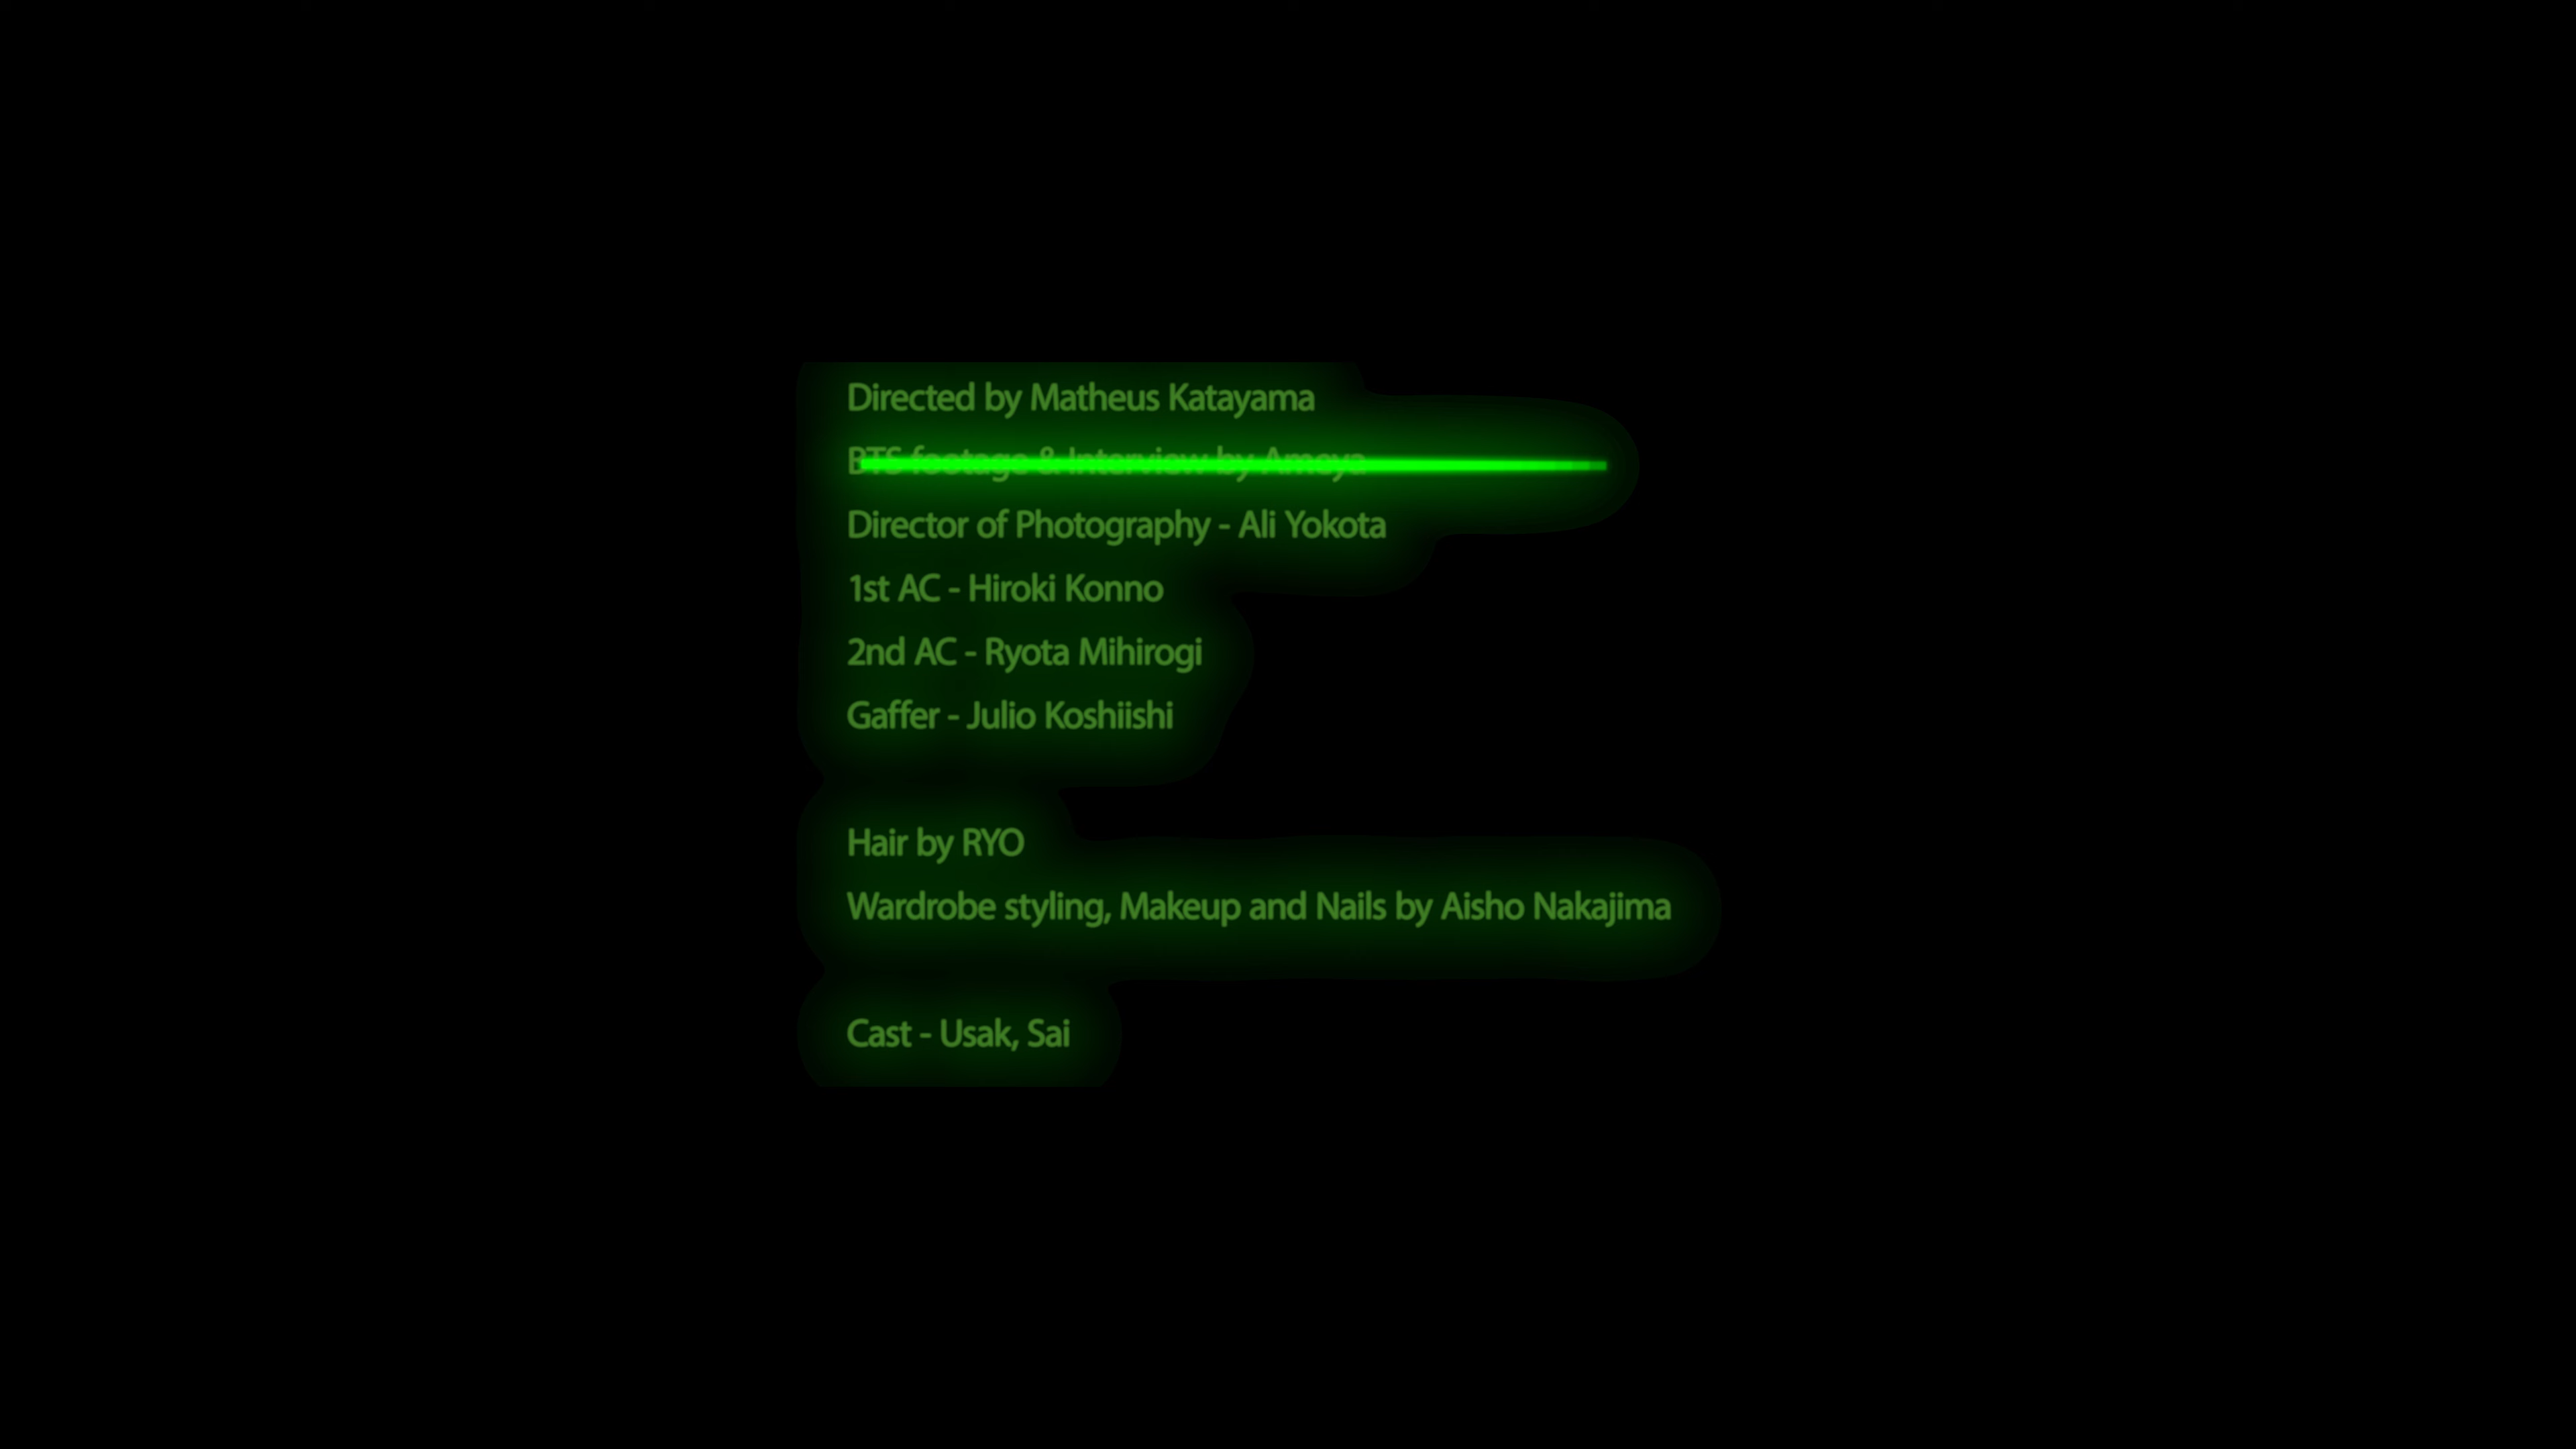 Directed by Matheus Katayama
BTS footage & Interview by Ameya
Director of Photography - Ali Yokota
1st AC - Hiroki Konno
2nd AC - Ryota Mihirogi
Gaffer - Julio Koshiishi
Hair by RYO
Wardrobe styling, Makeup and Nails by Aisho Nakajima
Cast - Usak, Sai